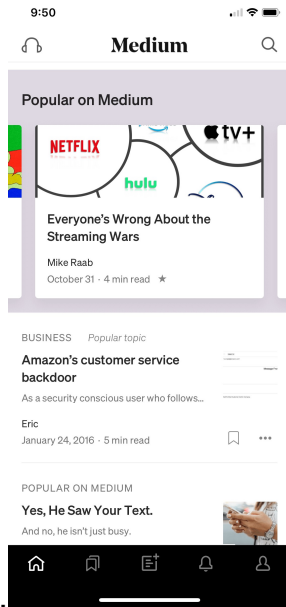 9:50
Medium
Popular on Medium
NETFLIX
tv+
hulu
Everyone's Wrong About the
Streaming Wars
Mike Raab
October 31 · 4 min read ★
BUSINESS Popular topic
Amazon's customer service
backdoor
As a security conscious user who follows...
Eric
January 24, 2016 · 5 min read
POPULAR ON MEDIUM
Yes, He Saw Your Text.
And no, he isn't just busy.